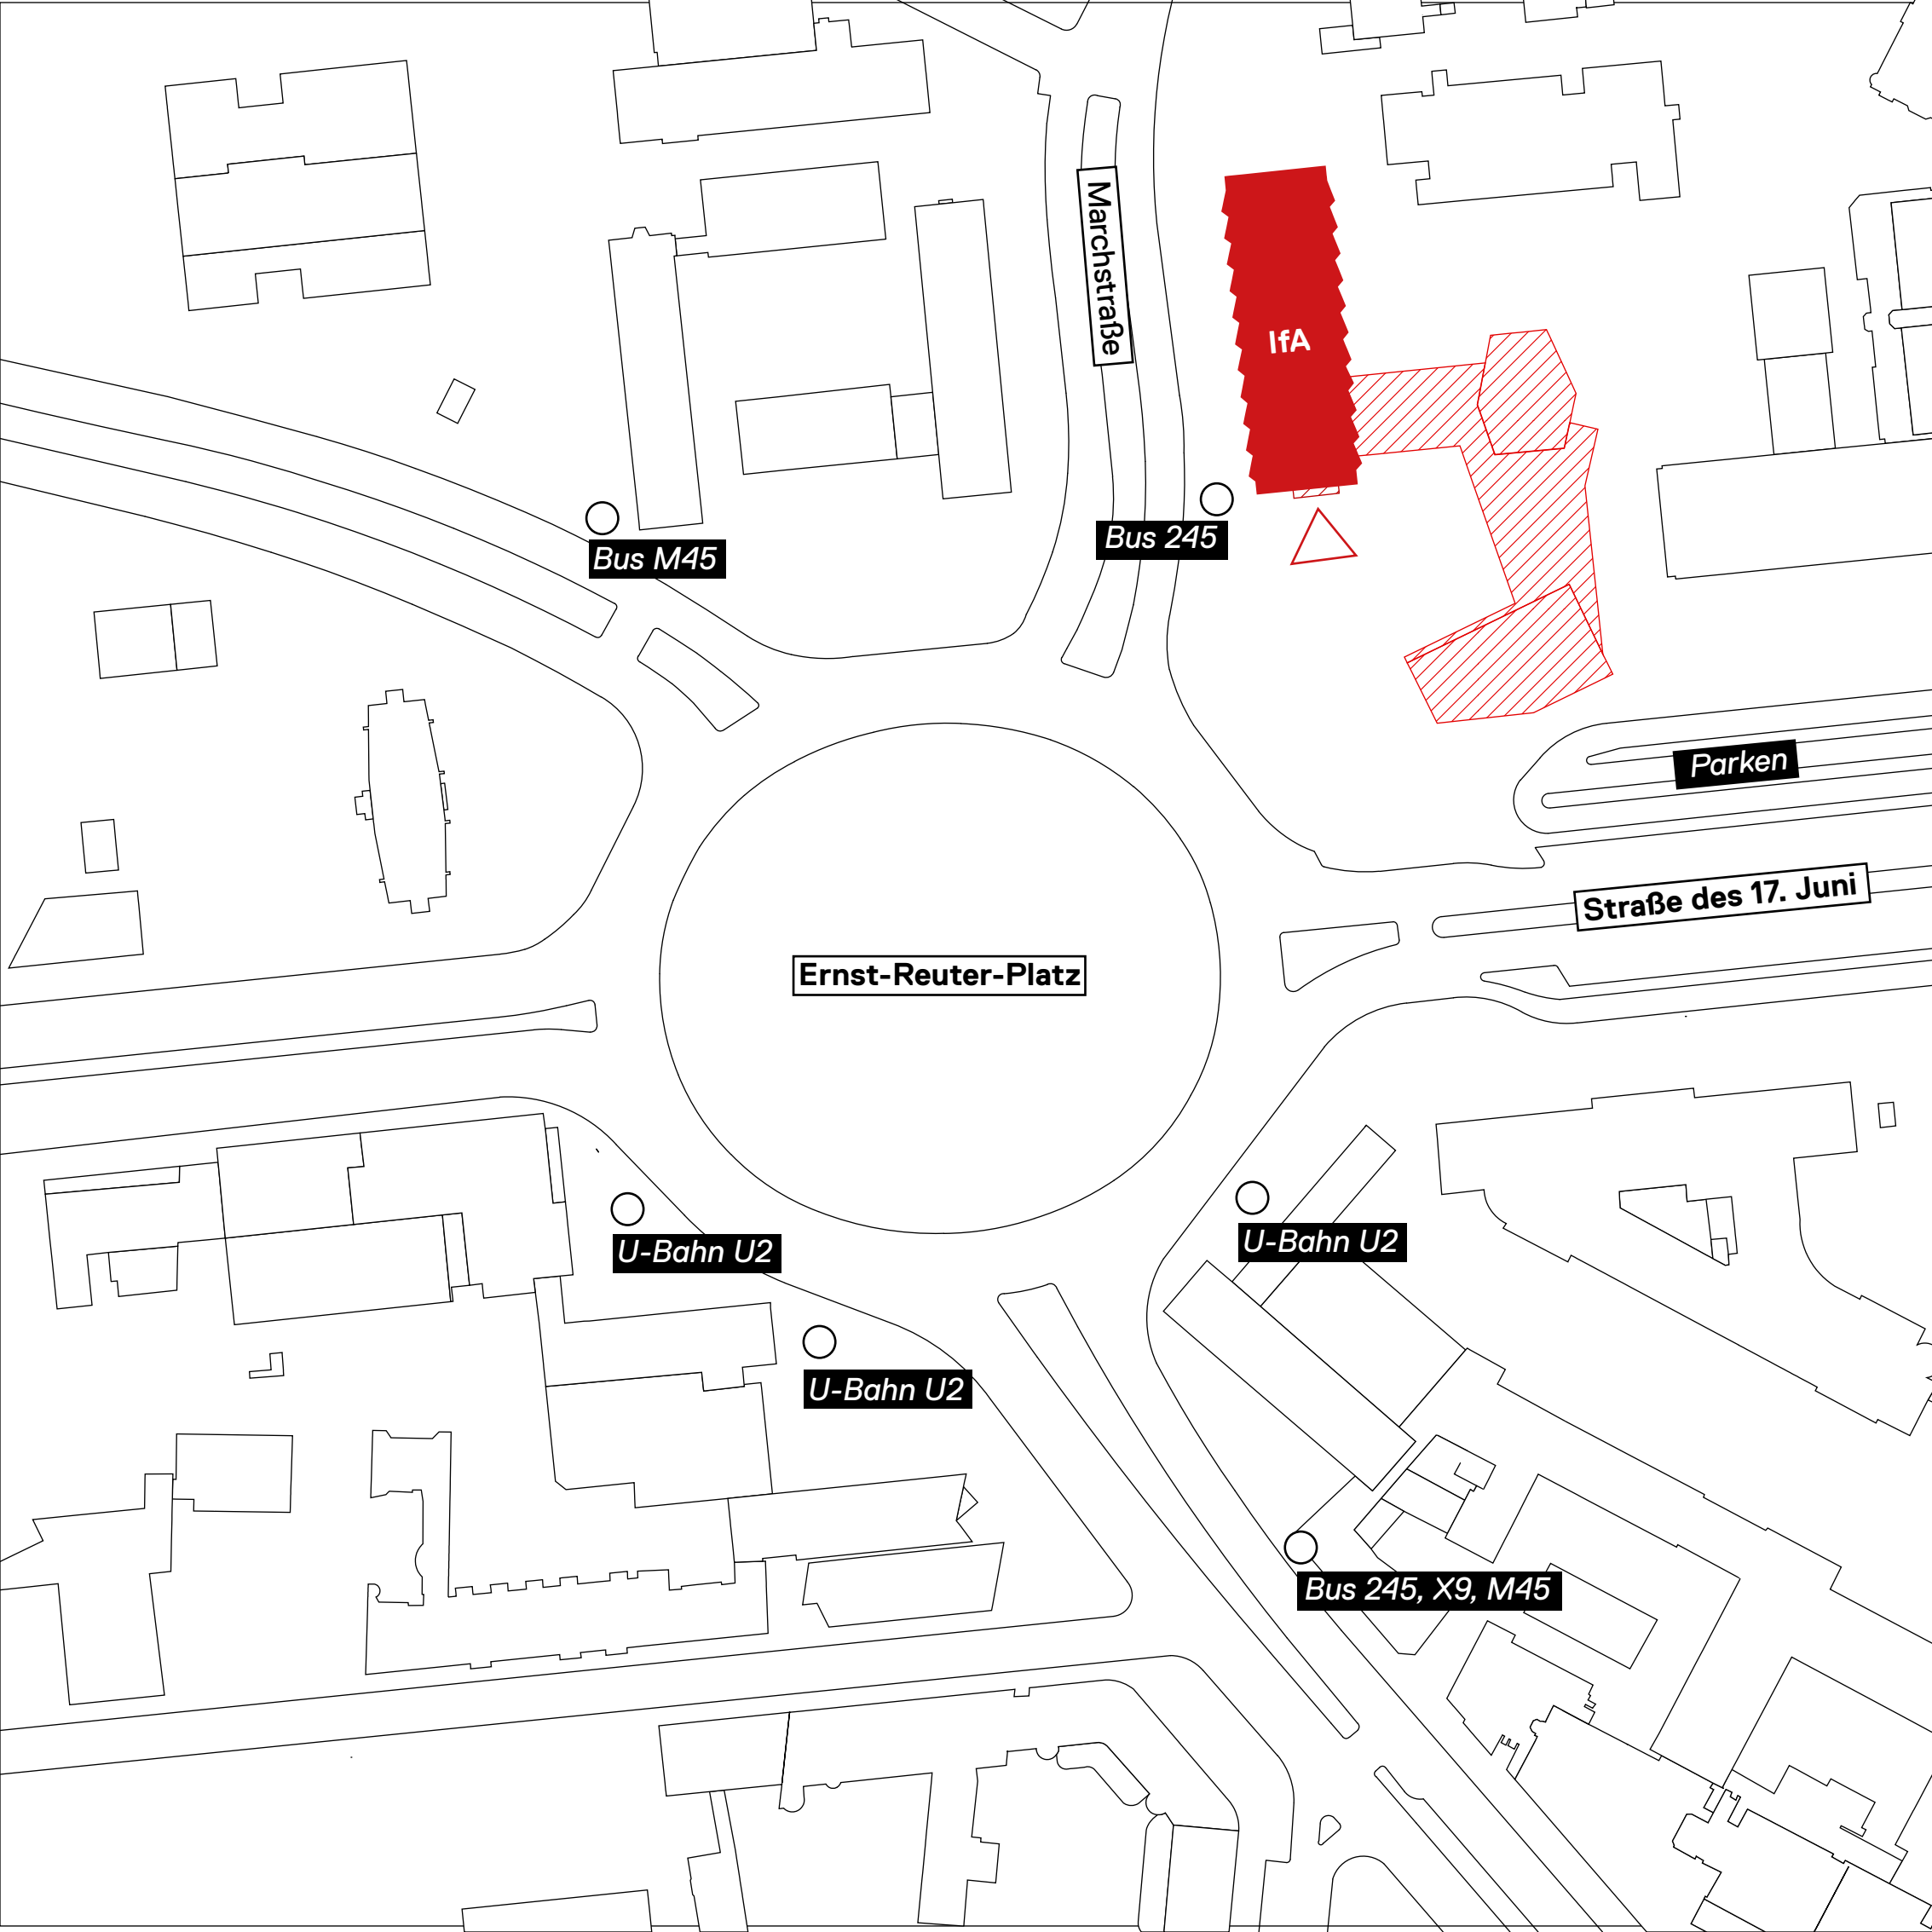 Marchstraße
IfA
Bus M45
Bus 245
Parken
Straße des 17. Juni
Ernst-Reuter-Platz
U-Bahn U2
U-Bahn U2
U-Bahn U2
Bus 245, X9, M45